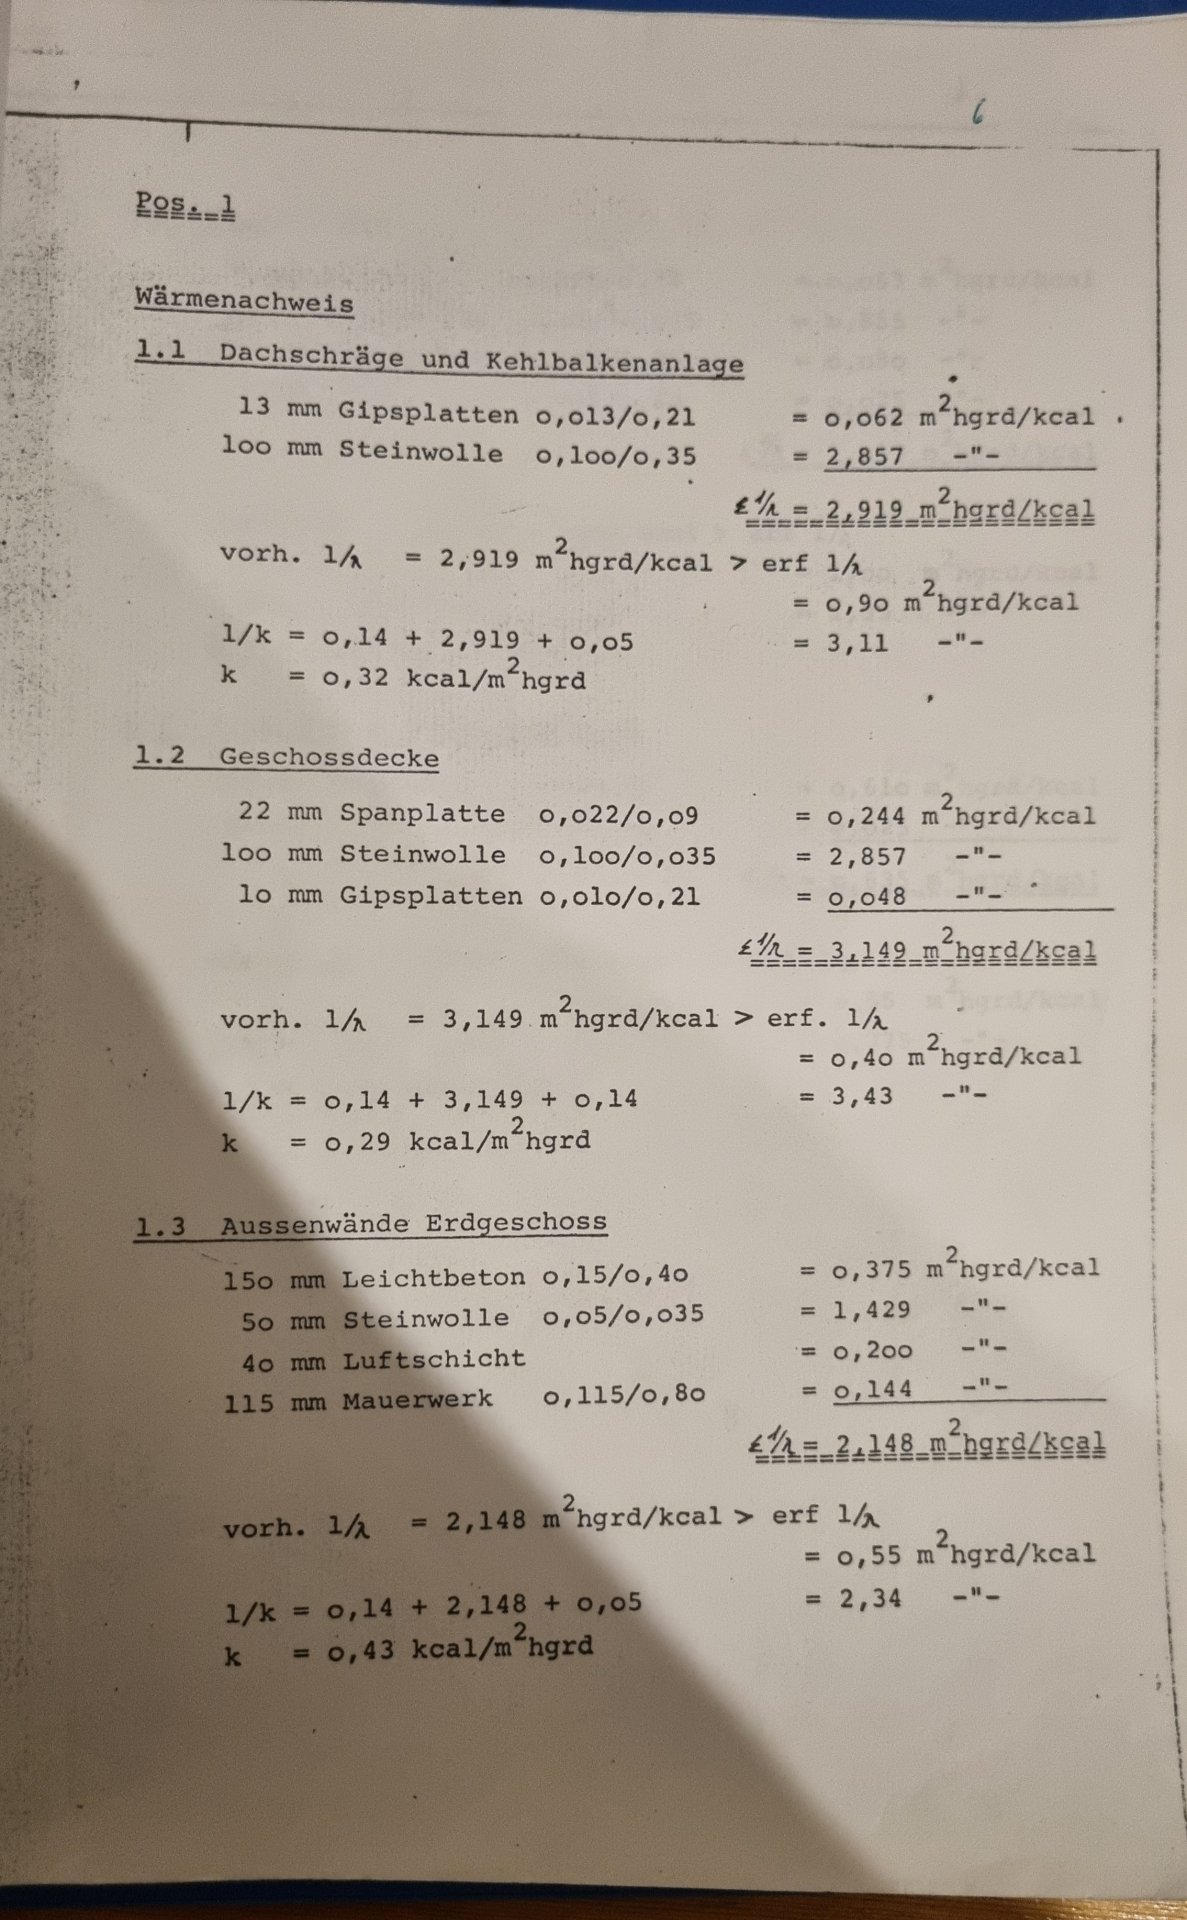 6
Pos. 1
Wärmenachweis
1.1 Dachschräge und Kehlbalkenanlage
13 mm Gipsplatten o,o13/o,21 = o,o62 m²hgrd/kcal
1oo mm Steinwolle o,1oo/o,35 = 2,857 -"-
Σ 1/λ = 2,919 m²hgrd/kcal
vorh. 1/λ = 2,919 m²hgrd/kcal > erf 1/λ
= o,9o m²hgrd/kcal
1/k = o,14 + 2,919 + o,o5 = 3,11 -"-
k = o,32 kcal/m²hgrd
1.2 Geschossdecke
22 mm Spanplatte o,o22/o,o9 = o,244 m²hgrd/kcal
1oo mm Steinwolle o,1oo/o,o35 = 2,857 -"-
1o mm Gipsplatten o,o1o/o,21 = o,o48 -"-
Σ 1/λ = 3,149 m²hgrd/kcal
vorh. 1/λ = 3,149 m²hgrd/kcal > erf. 1/λ
= o,4o m²hgrd/kcal
1/k = o,14 + 3,149 + o,14 = 3,43 -"-
k = o,29 kcal/m²hgrd
1.3 Aussenwände Erdgeschoss
15o mm Leichtbeton o,15/o,4o = o,375 m²hgrd/kcal
5o mm Steinwolle o,o5/o,o35 = 1,429 -"-
4o mm Luftschicht = o,2oo -"-
115 mm Mauerwerk o,115/o,8o = o,144 -"-
Σ 1/λ = 2,148 m²hgrd/kcal
vorh. 1/λ = 2,148 m²hgrd/kcal > erf 1/λ
= o,55 m²hgrd/kcal
1/k = o,14 + 2,148 + o,o5 = 2,34 -"-
k = o,43 kcal/m²hgrd